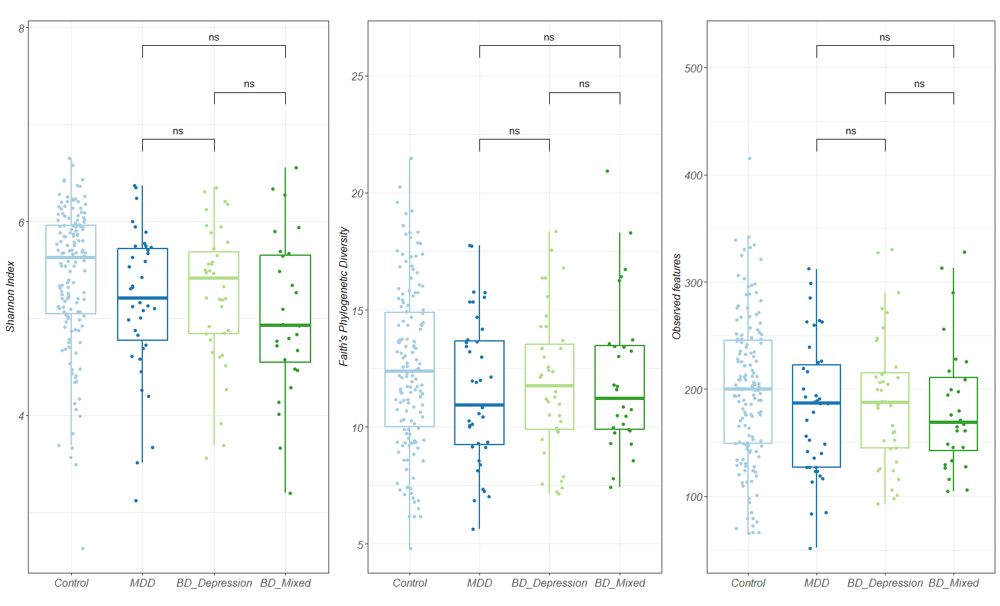 Shannon Index
8
6
4
ns
ns
ns
Control MDD BD_Depression BD_Mixed
Faith's Phylogenetic Diversity
25
20
15
10
5
ns
ns
ns
Control MDD BD_Depression BD_Mixed
Observed features
500
400
300
200
100
ns
ns
ns
Control MDD BD_Depression BD_Mixed